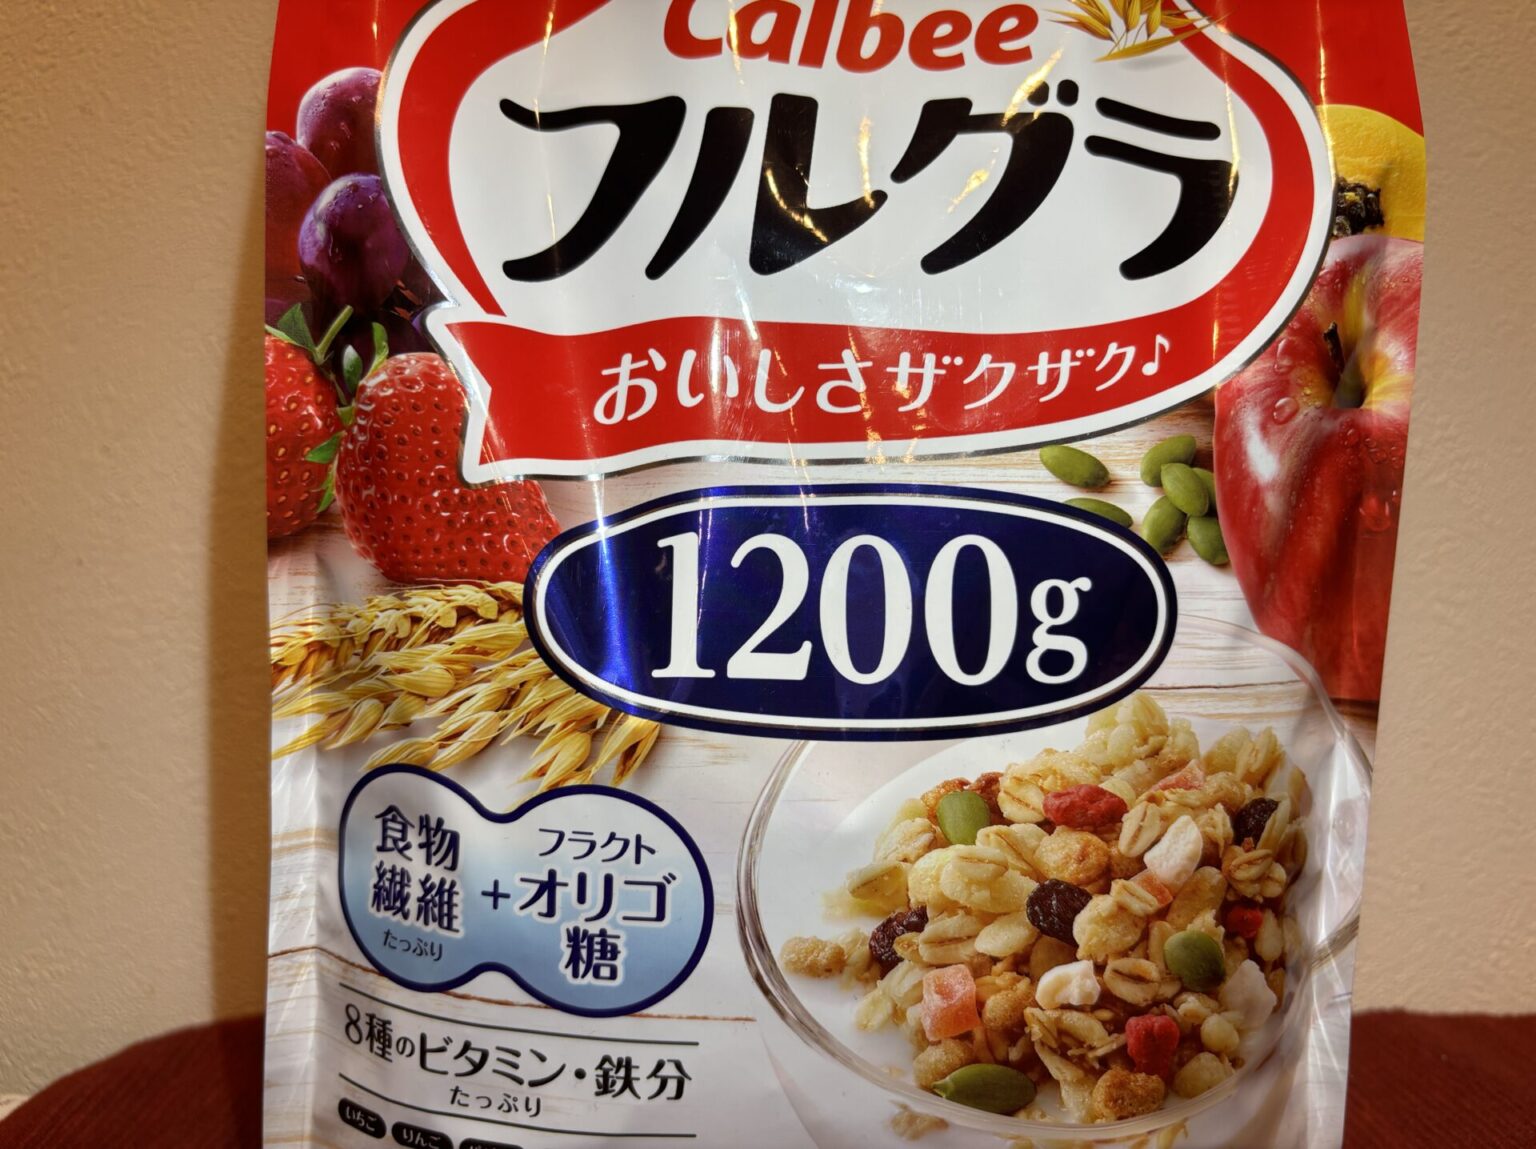 Calbee
フルグラ
おいしさザクザク♪
1200g
食物
繊維
たっぷり
+
フラクト
オリゴ
糖
8種のビタミン・鉄分
たっぷり
いちご りんご